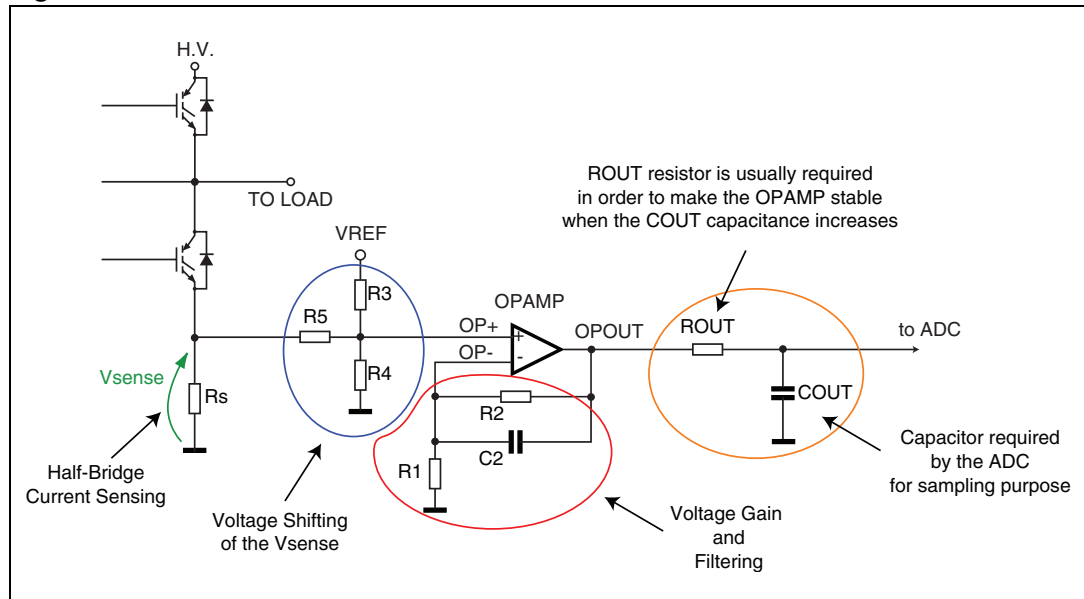 H.V.
TO LOAD
ROUT resistor is usually required
in order to make the OPAMP stable
when the COUT capacitance increases
VREF
R3
R5
R4
OPAMP
OP+
OP-
+
-
OPOUT
ROUT
to ADC
COUT
Vsense
Rs
R2
C2
R1
Half-Bridge
Current Sensing
Voltage Shifting
of the Vsense
Voltage Gain
and
Filtering
Capacitor required
by the ADC
for sampling purpose